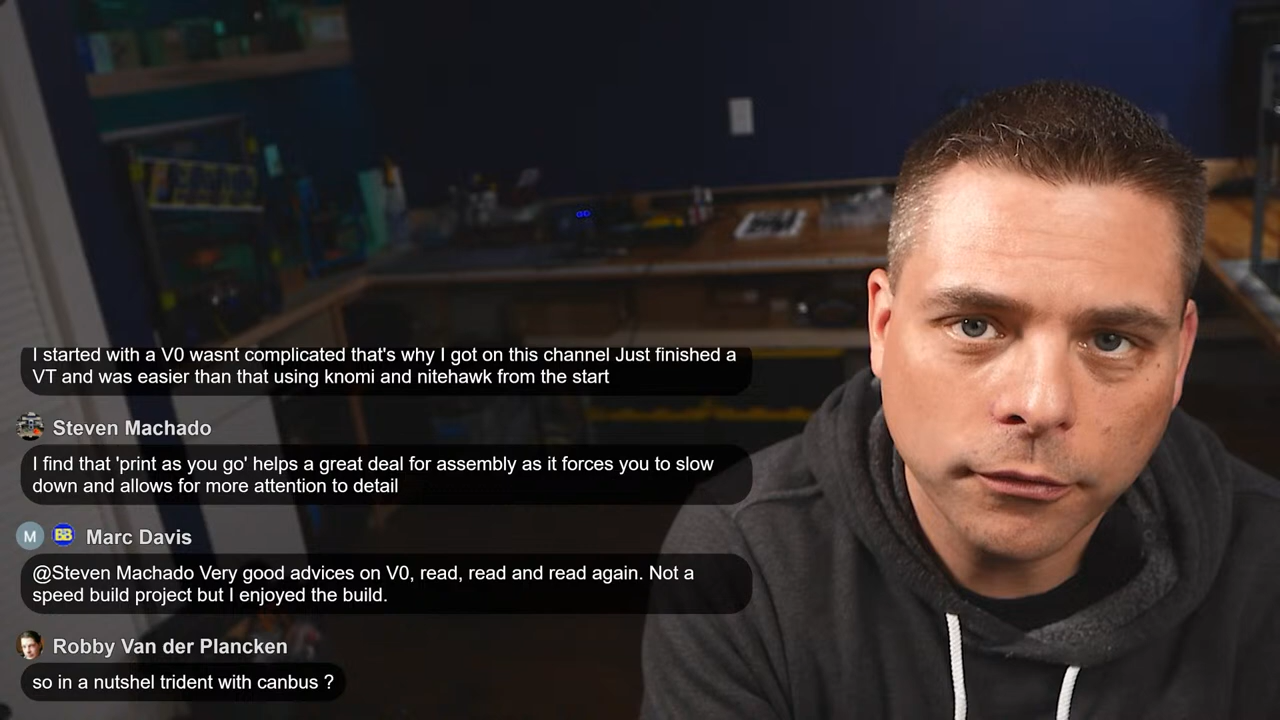 I started with a V0 wasnt complicated that's why I got on this channel Just finished a
VT and was easier than that using knomi and nitehawk from the start
Steven Machado
I find that 'print as you go' helps a great deal for assembly as it forces you to slow
down and allows for more attention to detail
M BB Marc Davis
@Steven Machado Very good advices on V0, read, read and read again. Not a
speed build project but I enjoyed the build.
Robby Van der Plancken
so in a nutshel trident with canbus ?